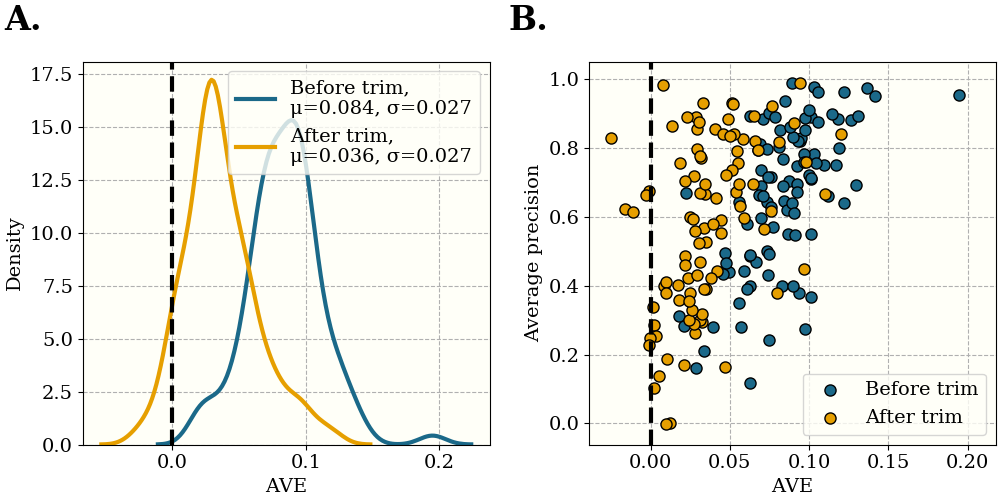 A.
17.5
15.0
12.5
10.0
7.5
5.0
2.5
0.0
Density
0.0
0.1
0.2
AVE
Before trim,
μ=0.084, σ=0.027
After trim,
μ=0.036, σ=0.027
B.
1.0
0.8
0.6
0.4
0.2
0.0
Average precision
0.00
0.05
0.10
0.15
0.20
AVE
Before trim
After trim